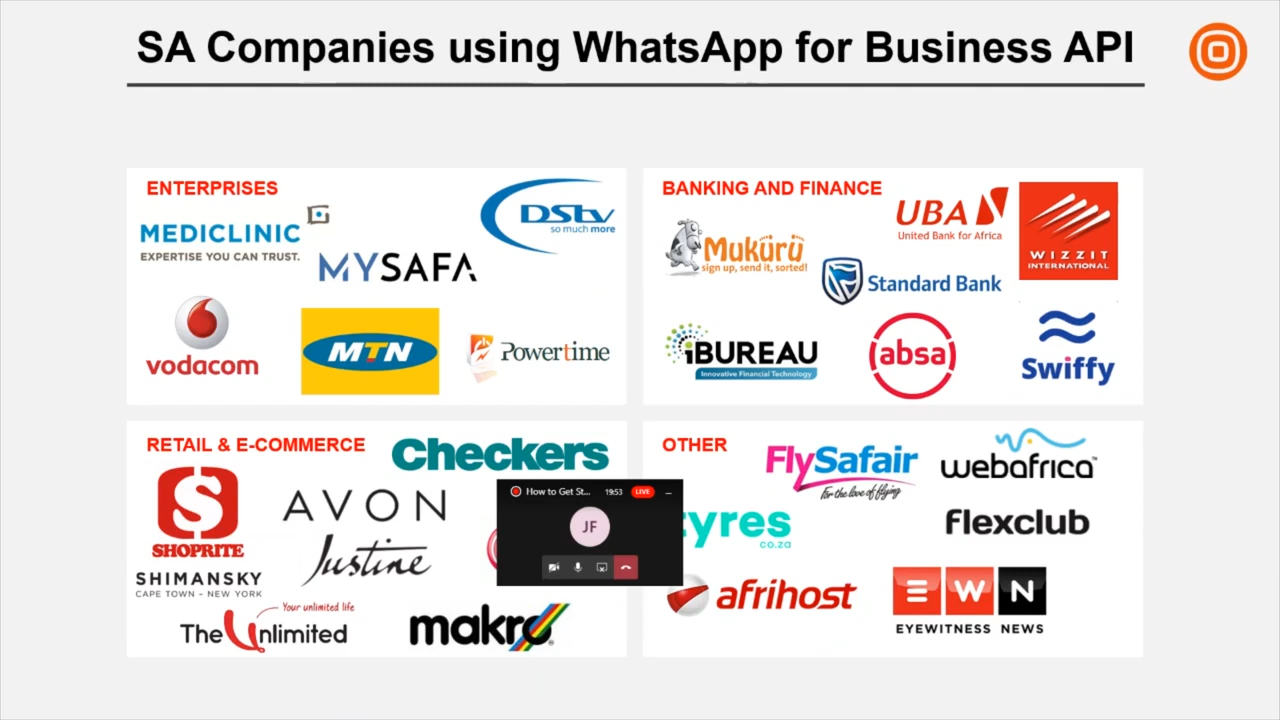 SA Companies using WhatsApp for Business API
ENTERPRISES
MEDICLINIC
EXPERTISE YOU CAN TRUST.
MYSAFA
DStv
so much more
vodacom
MTN
Powertime
BANKING AND FINANCE
Mukuru
sign up, send it, sorted!
UBA
United Bank for Africa
WIZZIT
INTERNATIONAL
Standard Bank
iBUREAU
Innovative Financial Technology
absa
Swiffy
RETAIL & E-COMMERCE
Checkers
S
SHOPRITE
AVON
Justine
SHIMANSKY
CAPE TOWN - NEW YORK
Your unlimited life
The Unlimited
makro
How to Get St... 19:53 LIVE
JF
OTHER
FlySafair
For the love of flying
webafrica™
tyres
co.za
flexclub
afrihost
EWN
EYEWITNESS NEWS